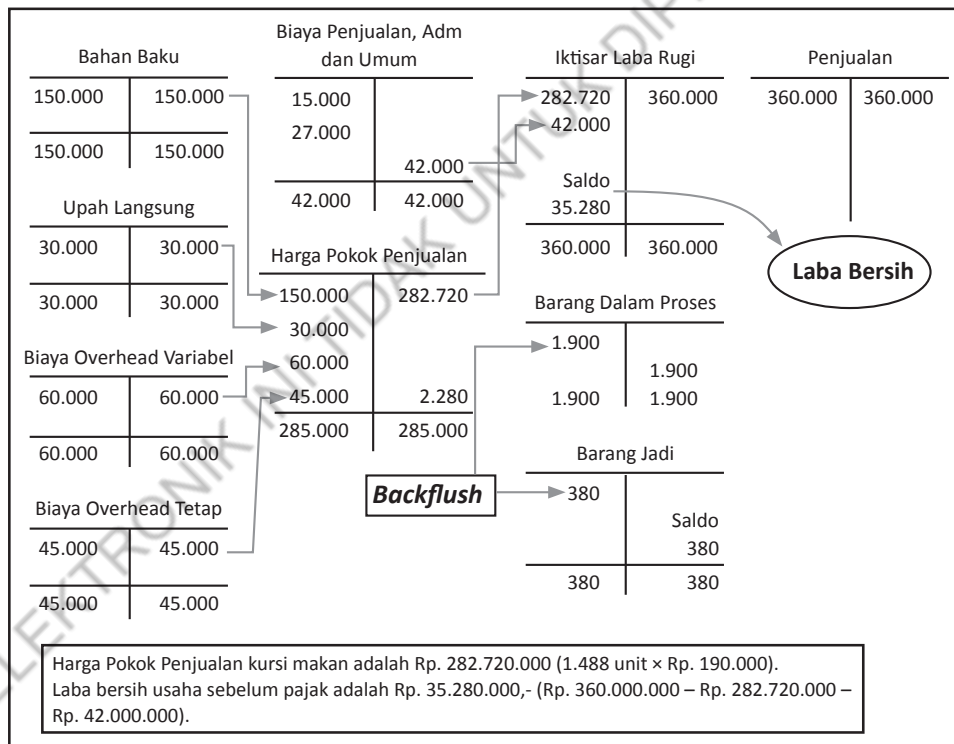 Bahan Baku
150.000 150.000
150.000 150.000
Upah Langsung
30.000 30.000
30.000 30.000
Biaya Overhead Variabel
60.000 60.000
60.000 60.000
Biaya Overhead Tetap
45.000 45.000
45.000 45.000
Biaya Penjualan, Adm
dan Umum
15.000
27.000
42.000
42.000 42.000
Harga Pokok Penjualan
150.000 282.720
30.000
60.000
45.000 2.280
285.000 285.000
Backflush
Iktisar Laba Rugi
282.720 360.000
42.000
Saldo
35.280
360.000 360.000
Penjualan
360.000 360.000
Laba Bersih
Barang Dalam Proses
1.900
1.900
1.900 1.900
Barang Jadi
380
Saldo
380
380 380
Harga Pokok Penjualan kursi makan adalah Rp. 282.720.000 (1.488 unit × Rp. 190.000).
Laba bersih usaha sebelum pajak adalah Rp. 35.280.000,- (Rp. 360.000.000 – Rp. 282.720.000 –
Rp. 42.000.000).
ELEKTRONIK INI TIDAK UNTUK